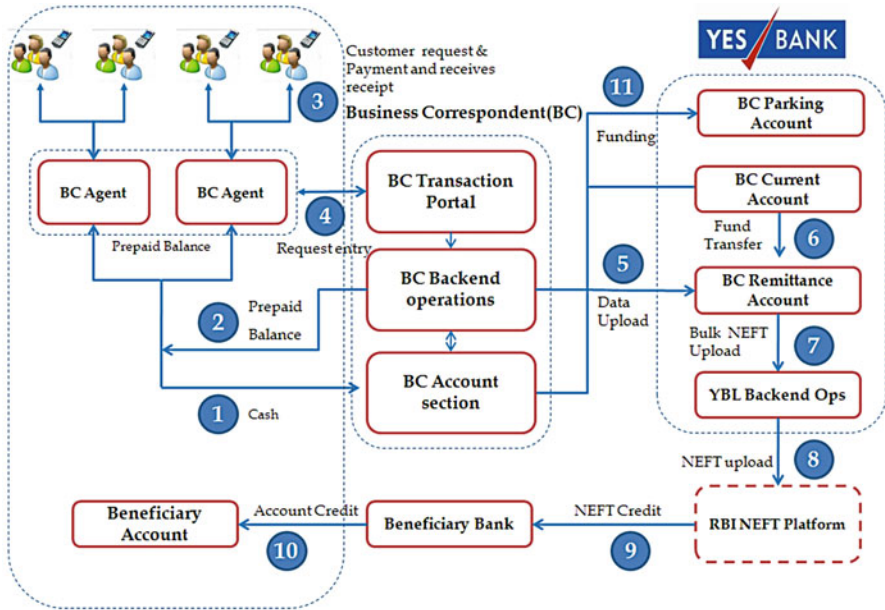 YES BANK
Customer request &
Payment and receives
receipt
3
Business Correspondent(BC)
11
Funding
BC Parking
Account
BC Agent
BC Agent
BC Transaction
Portal
BC Current
Account
4
Request entry
Prepaid Balance
Fund
Transfer
6
BC Backend
operations
5
Data
Upload
BC Remittance
Account
2
Prepaid
Balance
Bulk NEFT
Upload
7
BC Account
section
YBL Backend Ops
1
Cash
NEFT upload
8
RBI NEFT Platform
NEFT Credit
9
Beneficiary Bank
Account Credit
10
Beneficiary
Account